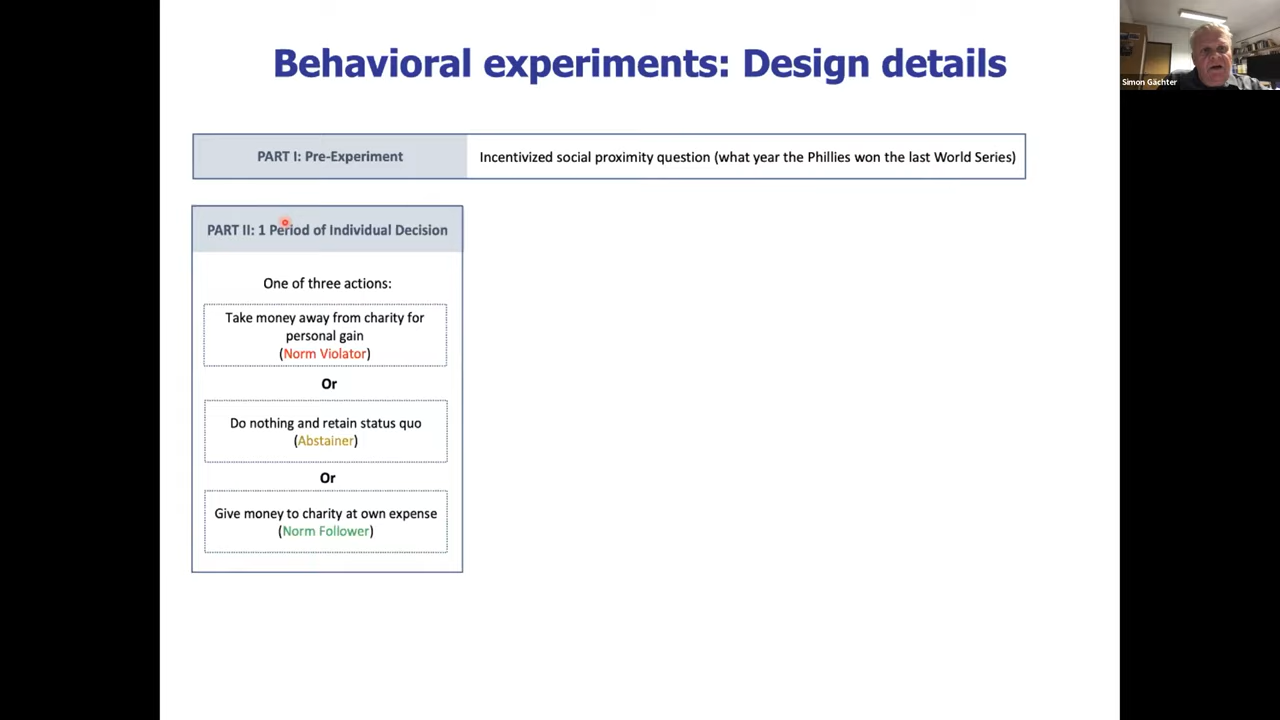 Behavioral experiments: Design details
Simon Gächter
PART I: Pre-Experiment
Incentivized social proximity question (what year the Phillies won the last World Series)
PART II: 1 Period of Individual Decision
One of three actions:
Take money away from charity for
personal gain
(Norm Violator)
Or
Do nothing and retain status quo
(Abstainer)
Or
Give money to charity at own expense
(Norm Follower)